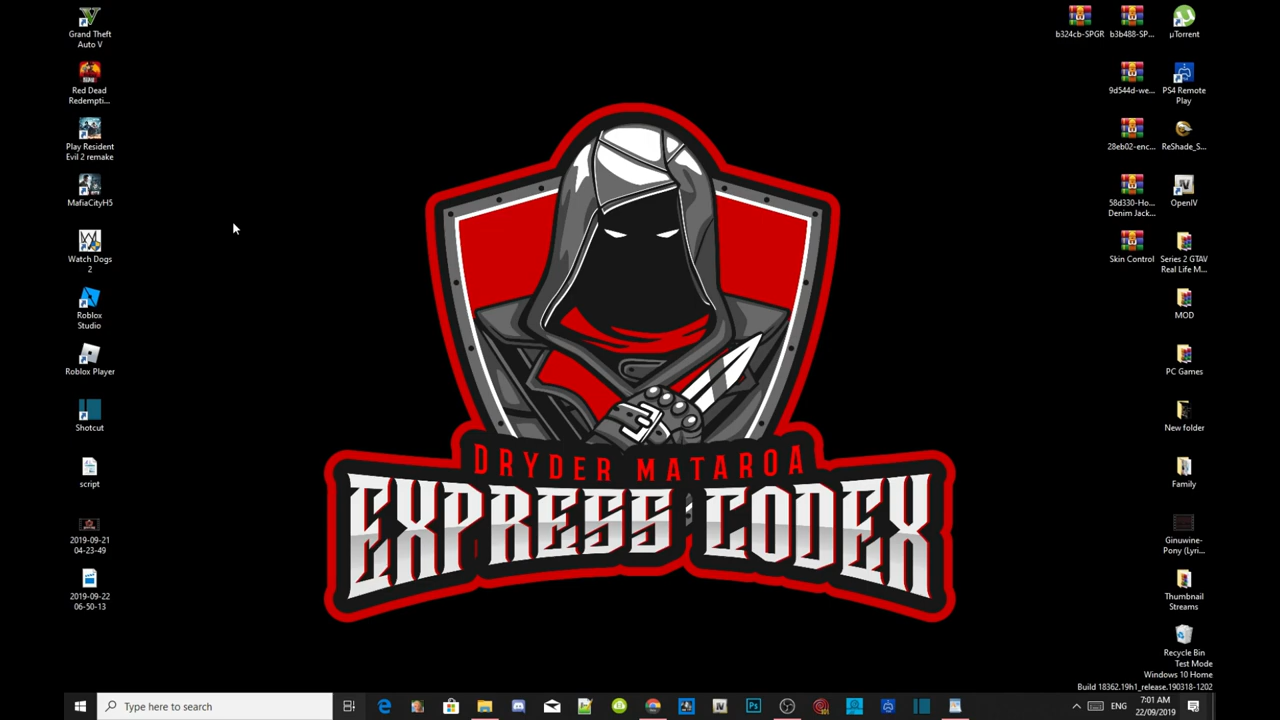 Grand Theft
Auto V
Red Dead
Redempti...
Play Resident
Evil 2 remake
MafiaCityH5
Watch Dogs
2
Roblox
Studio
Roblox Player
Shotcut
script
2019-09-21
04-23-49
2019-09-22
06-50-13
DRYDER MATAROA
EXPRESS CODEX
b324cb-SPGR
b3b488-SP...
µTorrent
9d544d-we...
PS4 Remote
Play
28eb02-enc...
ReShade_S...
58d330-Ho...
Denim Jack...
OpenIV
Skin Control
Series 2 GTAV
Real Life M...
MOD
PC Games
New folder
Family
Ginuwine-
Pony (Lyri...
Thumbnail
Streams
Recycle Bin
Test Mode
Windows 10 Home
Build 18362.19h1_release.190318-1202
Type here to search
ENG
7:01 AM
22/09/2019